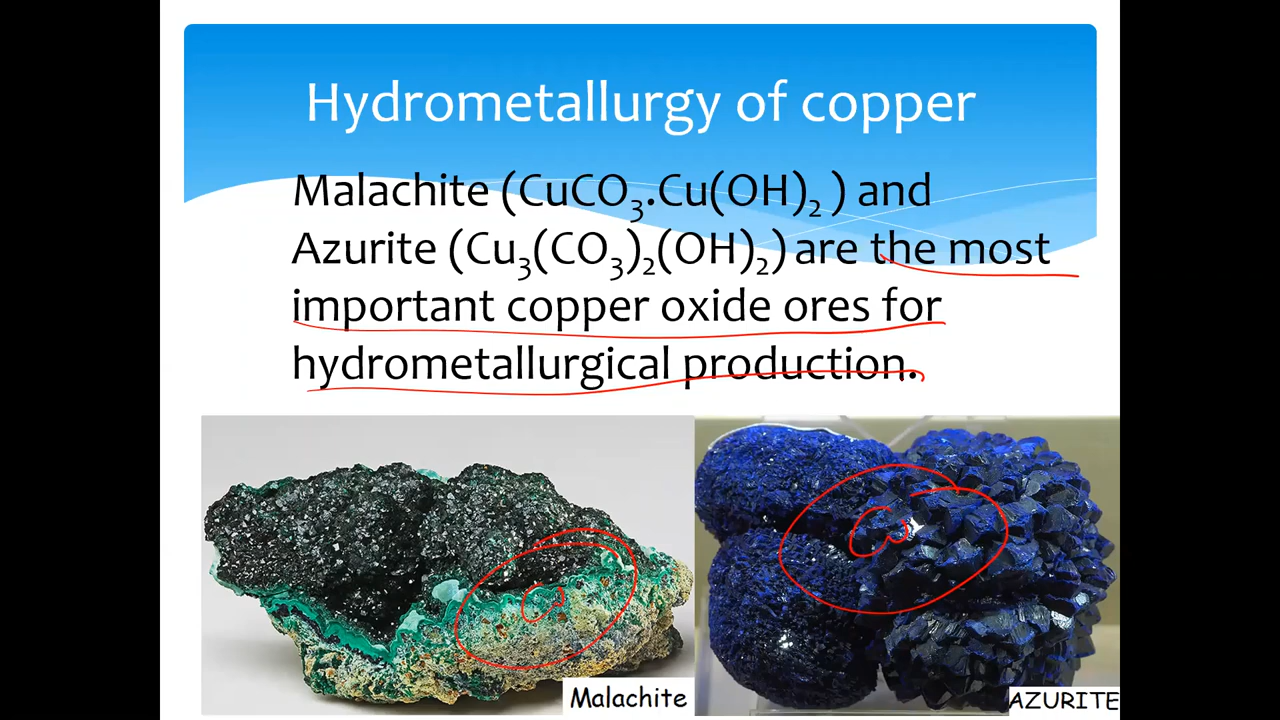 Hydrometallurgy of copper
Malachite (CuCO₃.Cu(OH)₂ ) and
Azurite (Cu₃(CO₃)₂(OH)₂) are the most
important copper oxide ores for
hydrometallurgical production.
Malachite
AZURITE